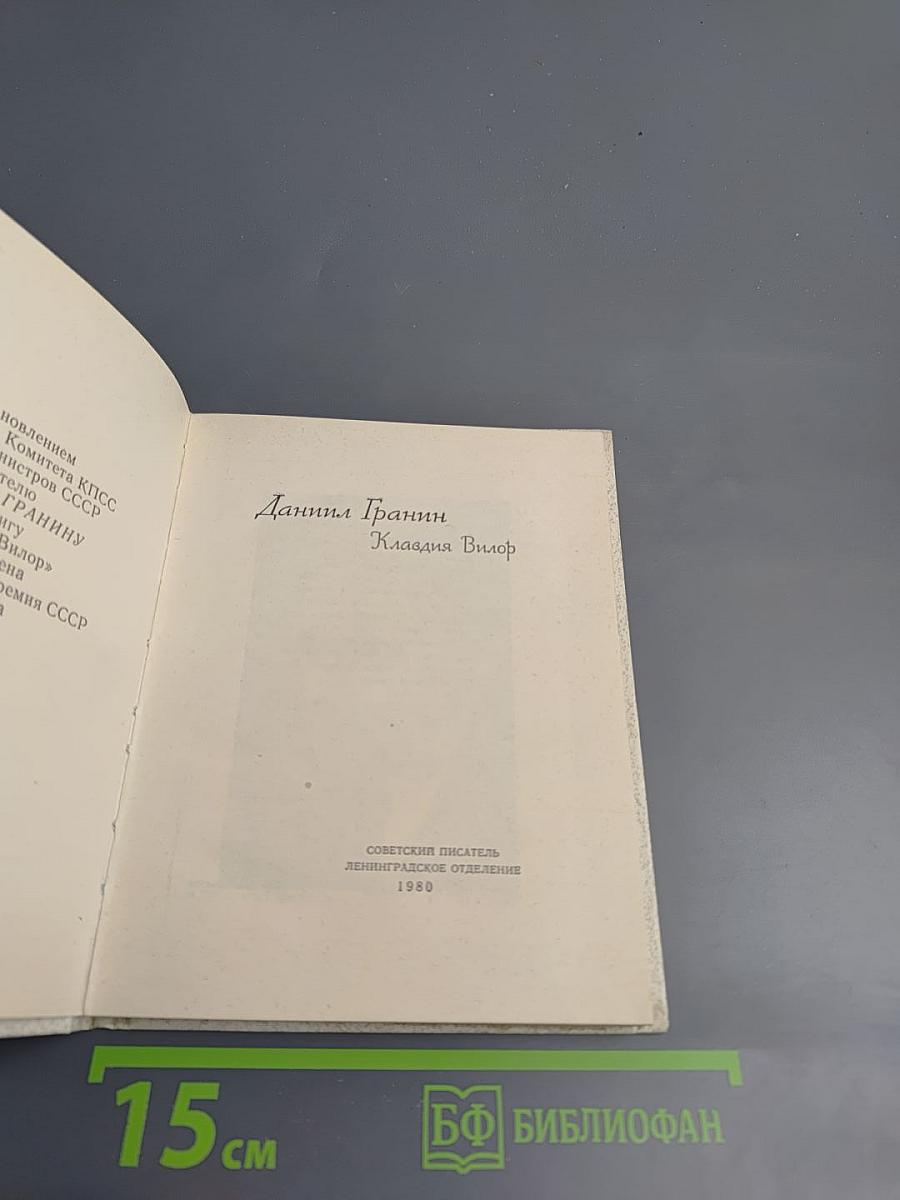 новлением
Комитета КПСС
нистров СССР
телю
ГРАНИНУ
игу
Вилор»
ена
ремия СССР
а
Даниил Гранин
Клавдия Вилор
СОВЕТСКИЙ ПИСАТЕЛЬ
ЛЕНИНГРАДСКОЕ ОТДЕЛЕНИЕ
1980
15 см
БФ БИБЛИОФАН